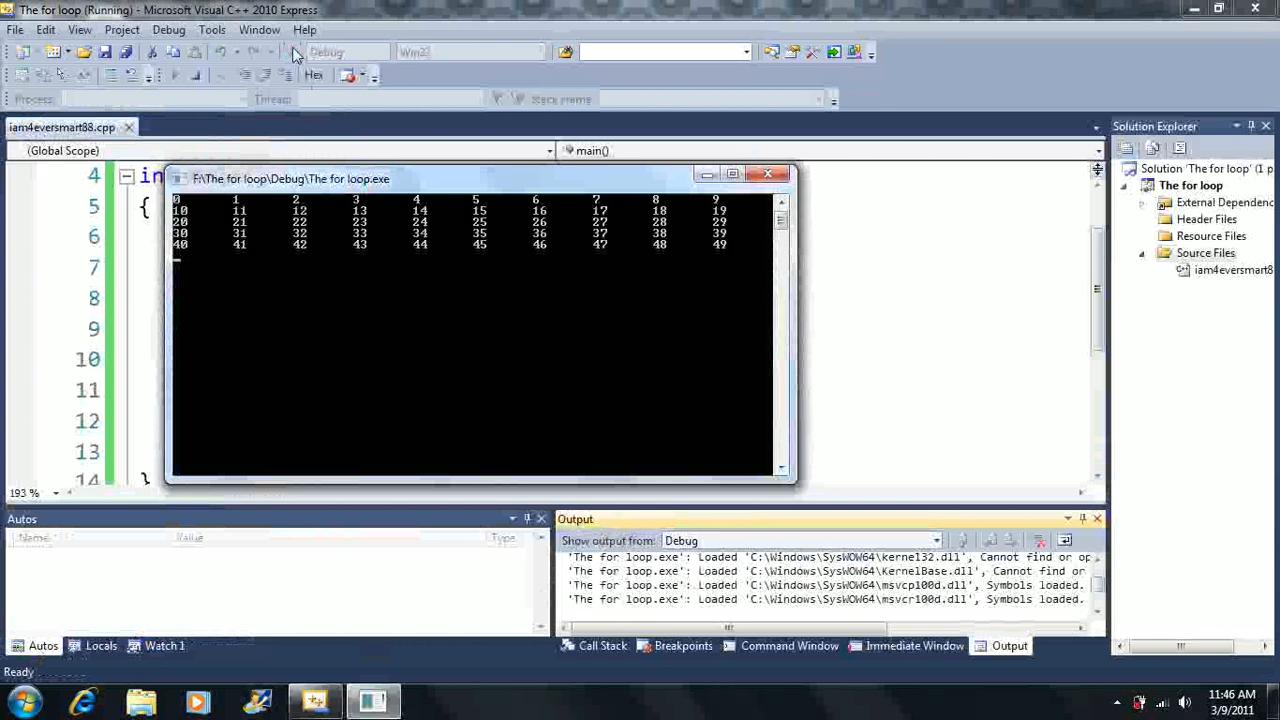 The for loop (Running) - Microsoft Visual C++ 2010 Express
File Edit View Project Debug Tools Window Help
Debug Win32
Hex
Process: Thread: Stack Frame:
iam4eversmart88.cpp
(Global Scope) main()
Solution Explorer
Solution 'The for loop' (1 p
The for loop
External Dependenc
Header Files
Resource Files
Source Files
iam4eversmart8
4 in
5 {
6
7
8
9
10
11
12
13
14 }
F:\The for loop\Debug\The for loop.exe
0 1 2 3 4 5 6 7 8 9
10 11 12 13 14 15 16 17 18 19
20 21 22 23 24 25 26 27 28 29
30 31 32 33 34 35 36 37 38 39
40 41 42 43 44 45 46 47 48 49
193 %
Autos
Name Value Type
Output
Show output from: Debug
'The for loop.exe': Loaded 'C:\Windows\SysWOW64\kernel32.dll', Cannot find or op
'The for loop.exe': Loaded 'C:\Windows\SysWOW64\KernelBase.dll', Cannot find or
'The for loop.exe': Loaded 'C:\Windows\SysWOW64\msvcp100d.dll', Symbols loaded.
'The for loop.exe': Loaded 'C:\Windows\SysWOW64\msvcr100d.dll', Symbols loaded.
Autos Locals Watch 1
Call Stack Breakpoints Command Window Immediate Window Output
Ready
11:46 AM
3/9/2011